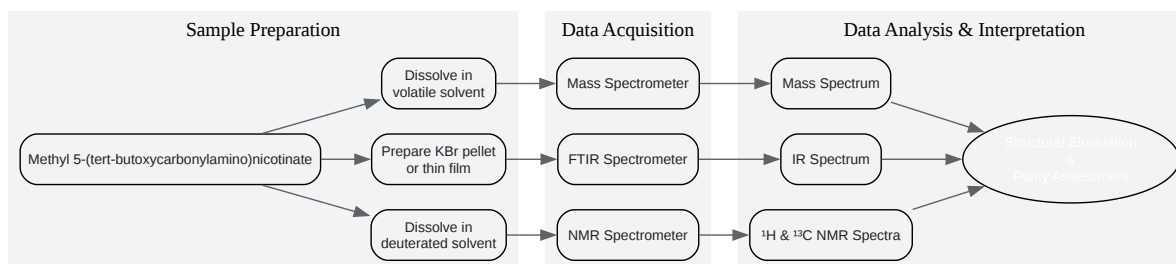 Sample Preparation
Data Acquisition
Data Analysis & Interpretation
Dissolve in
volatile solvent
Mass Spectrometer
Mass Spectrum
Methyl 5-(tert-butoxycarbonylamino)nicotinate
Prepare KBr pellet
or thin film
FTIR Spectrometer
IR Spectrum
Structural Elucidation
&
Purity Assessment
Dissolve in
deuterated solvent
NMR Spectrometer
¹H & ¹³C NMR Spectra